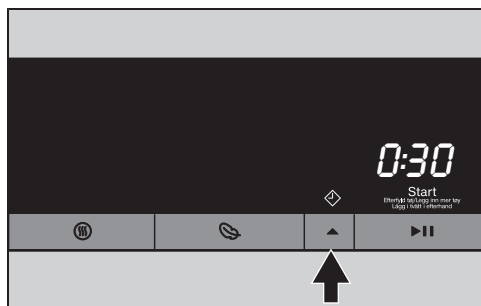 0:30
Start
Efterfyld tøj/Legg inn mer tøy
Lägg i tvätt i efterhand